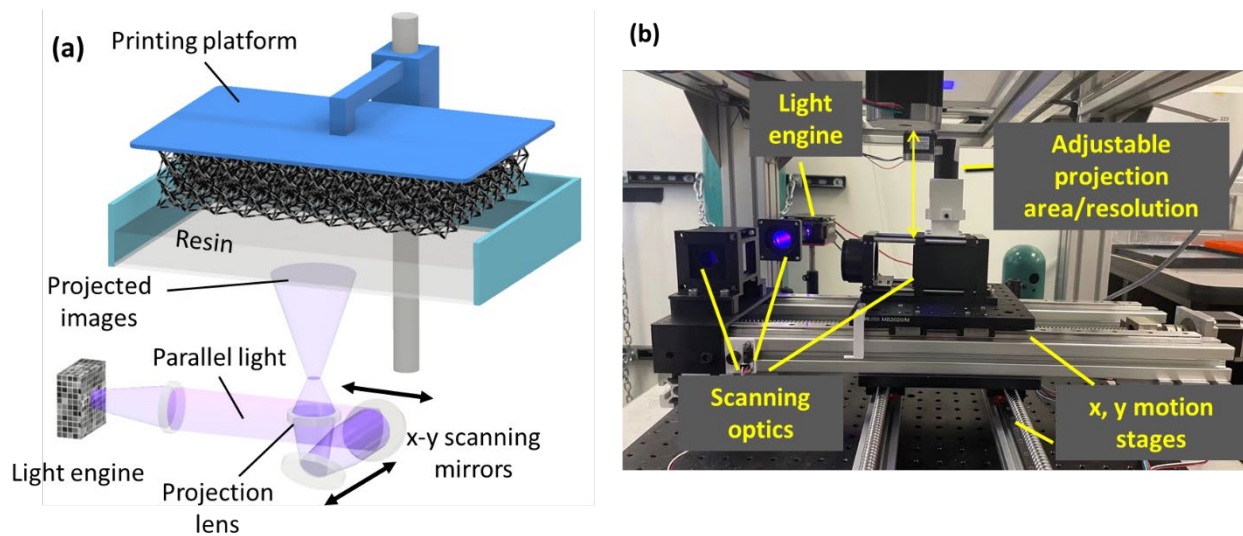 (a)
Printing platform
Resin
Projected
images
Parallel light
Light engine
Projection
lens
x-y scanning
mirrors
(b)
Light
engine
Adjustable
projection
area/resolution
Scanning
optics
x, y motion
stages